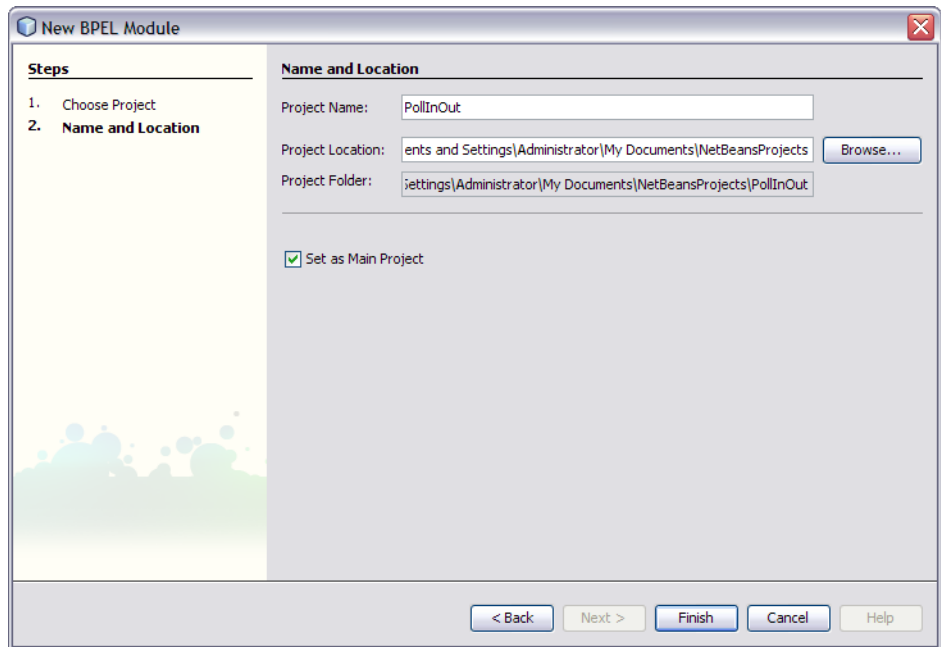 New BPEL Module
Steps
1. Choose Project
2. Name and Location
Name and Location
Project Name: PollInOut
Project Location: ents and Settings\Administrator\My Documents\NetBeansProjects Browse...
Project Folder: Settings\Administrator\My Documents\NetBeansProjects\PollInOut
Set as Main Project
< Back Next > Finish Cancel Help